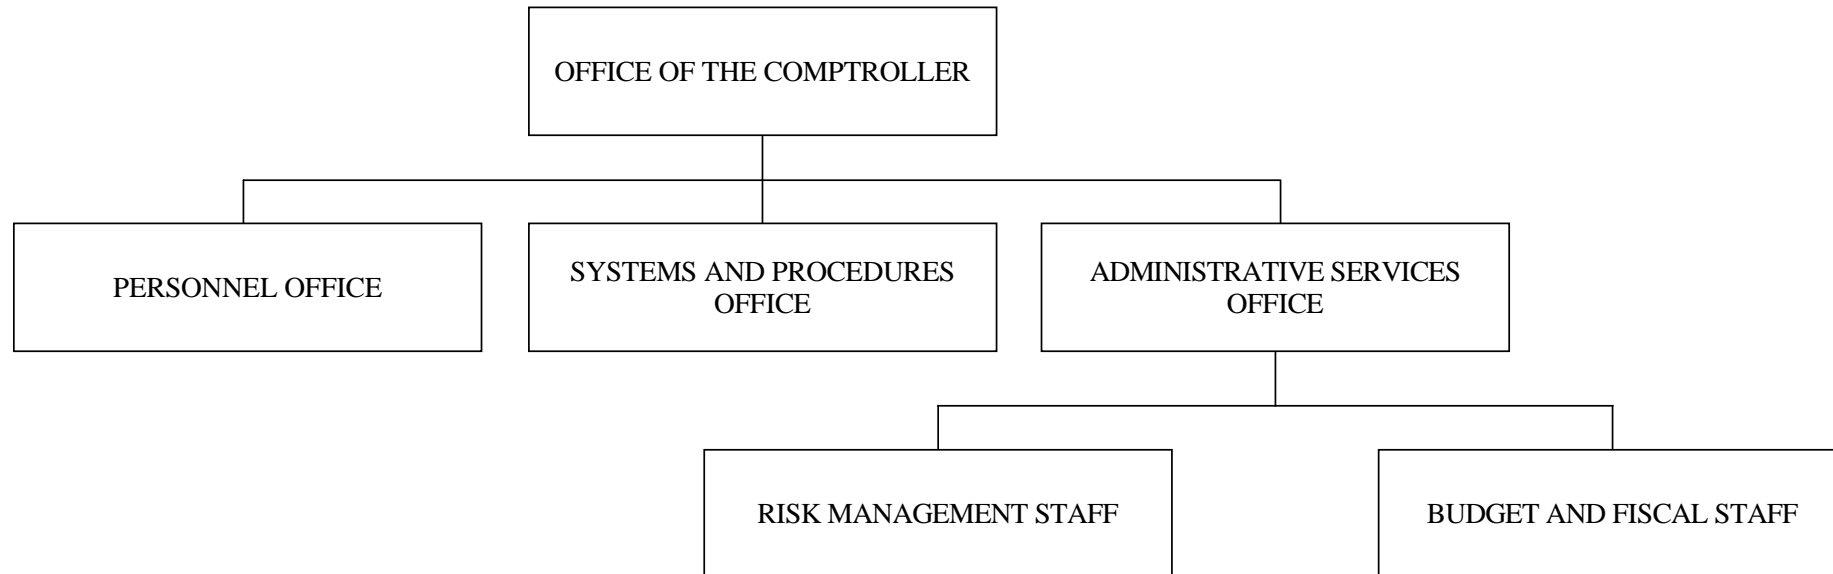 OFFICE OF THE COMPTROLLER
PERSONNEL OFFICE
SYSTEMS AND PROCEDURES
OFFICE
ADMINISTRATIVE SERVICES
OFFICE
RISK MANAGEMENT STAFF
BUDGET AND FISCAL STAFF